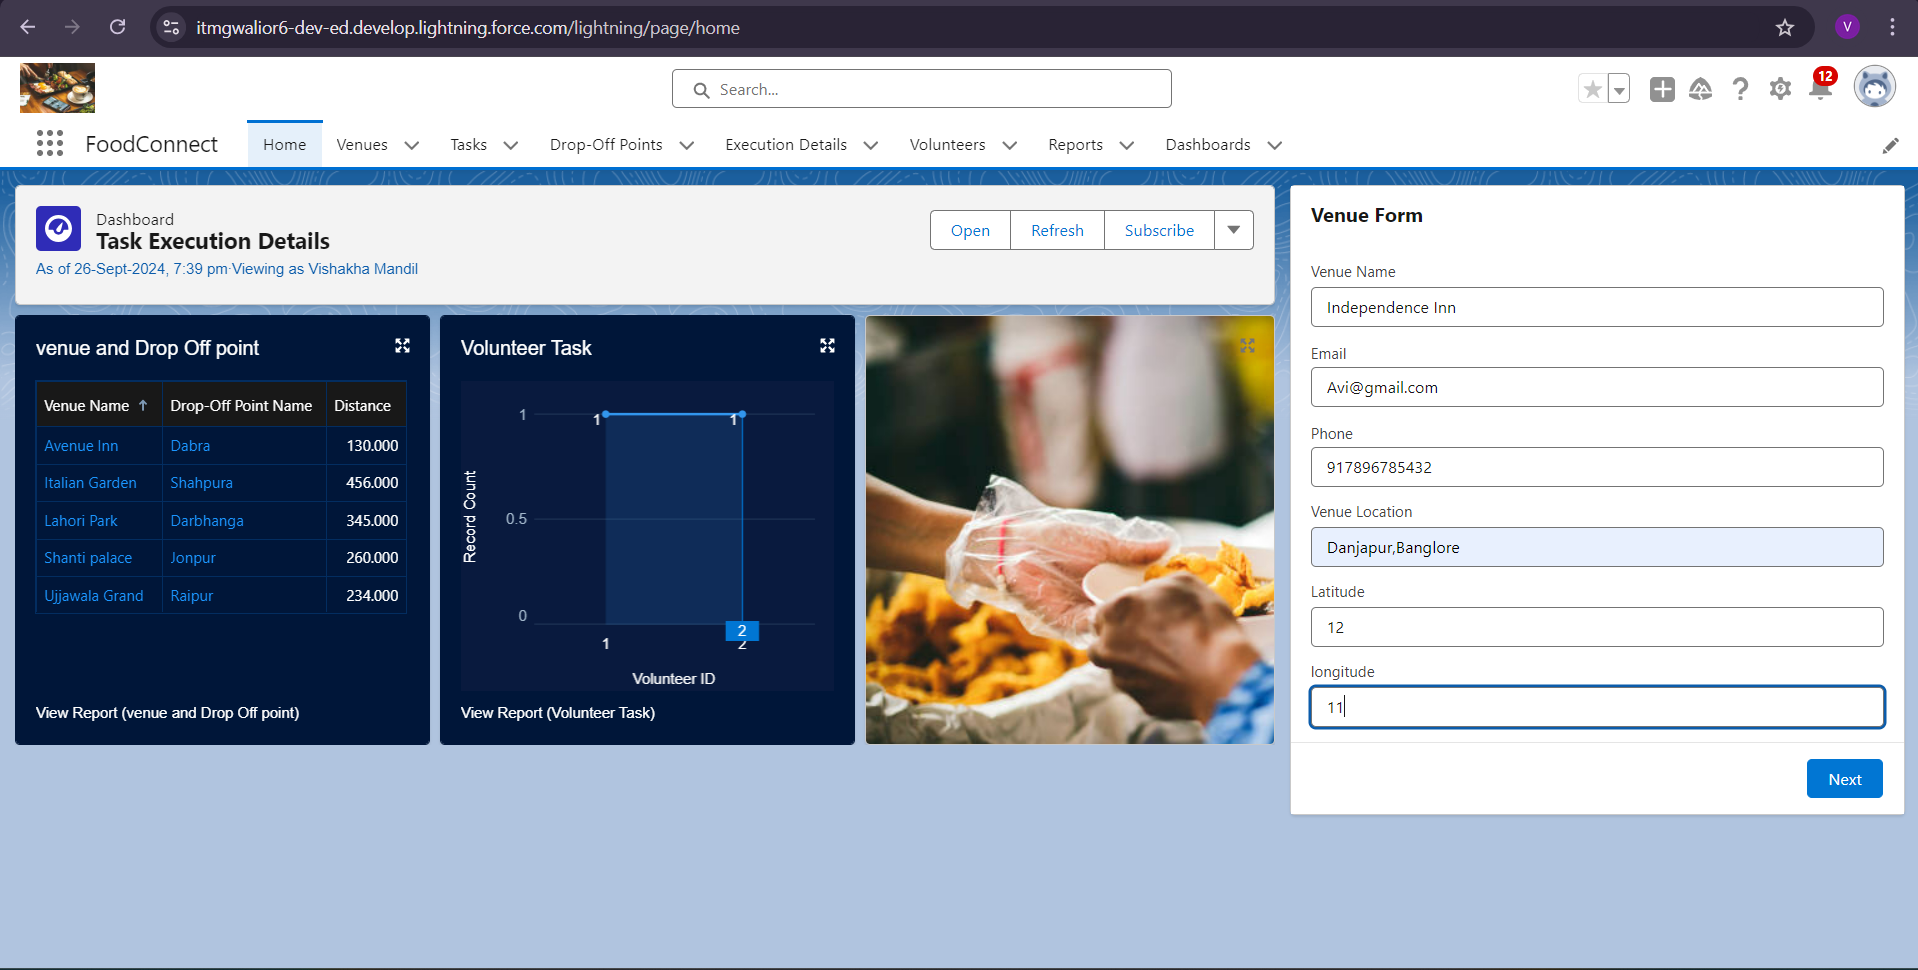 itmgwalior6-dev-ed.develop.lightning.force.com/lightning/page/home
V
Search...
12
FoodConnect
Home
Venues
Tasks
Drop-Off Points
Execution Details
Volunteers
Reports
Dashboards
Dashboard
Task Execution Details
As of 26-Sept-2024, 7:39 pm·Viewing as Vishakha Mandil
Open
Refresh
Subscribe
venue and Drop Off point
Venue Name ↑ Drop-Off Point Name Distance
Avenue Inn Dabra 130.000
Italian Garden Shahpura 456.000
Lahori Park Darbhanga 345.000
Shanti palace Jonpur 260.000
Ujjawala Grand Raipur 234.000
View Report (venue and Drop Off point)
Volunteer Task
Record Count
1
0.5
0
1
1
2
1
2
Volunteer ID
View Report (Volunteer Task)
Venue Form
Venue Name
Independence Inn
Email
Avi@gmail.com
Phone
917896785432
Venue Location
Danjapur,Banglore
Latitude
12
longitude
11
Next